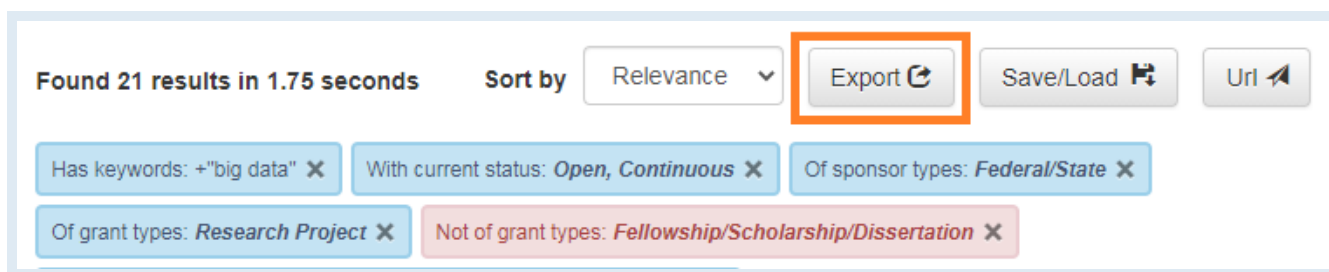 Found 21 results in 1.75 seconds Sort by Relevance Export Save/Load Url
Has keywords: +"big data" With current status: Open, Continuous Of sponsor types: Federal/State
Of grant types: Research Project Not of grant types: Fellowship/Scholarship/Dissertation